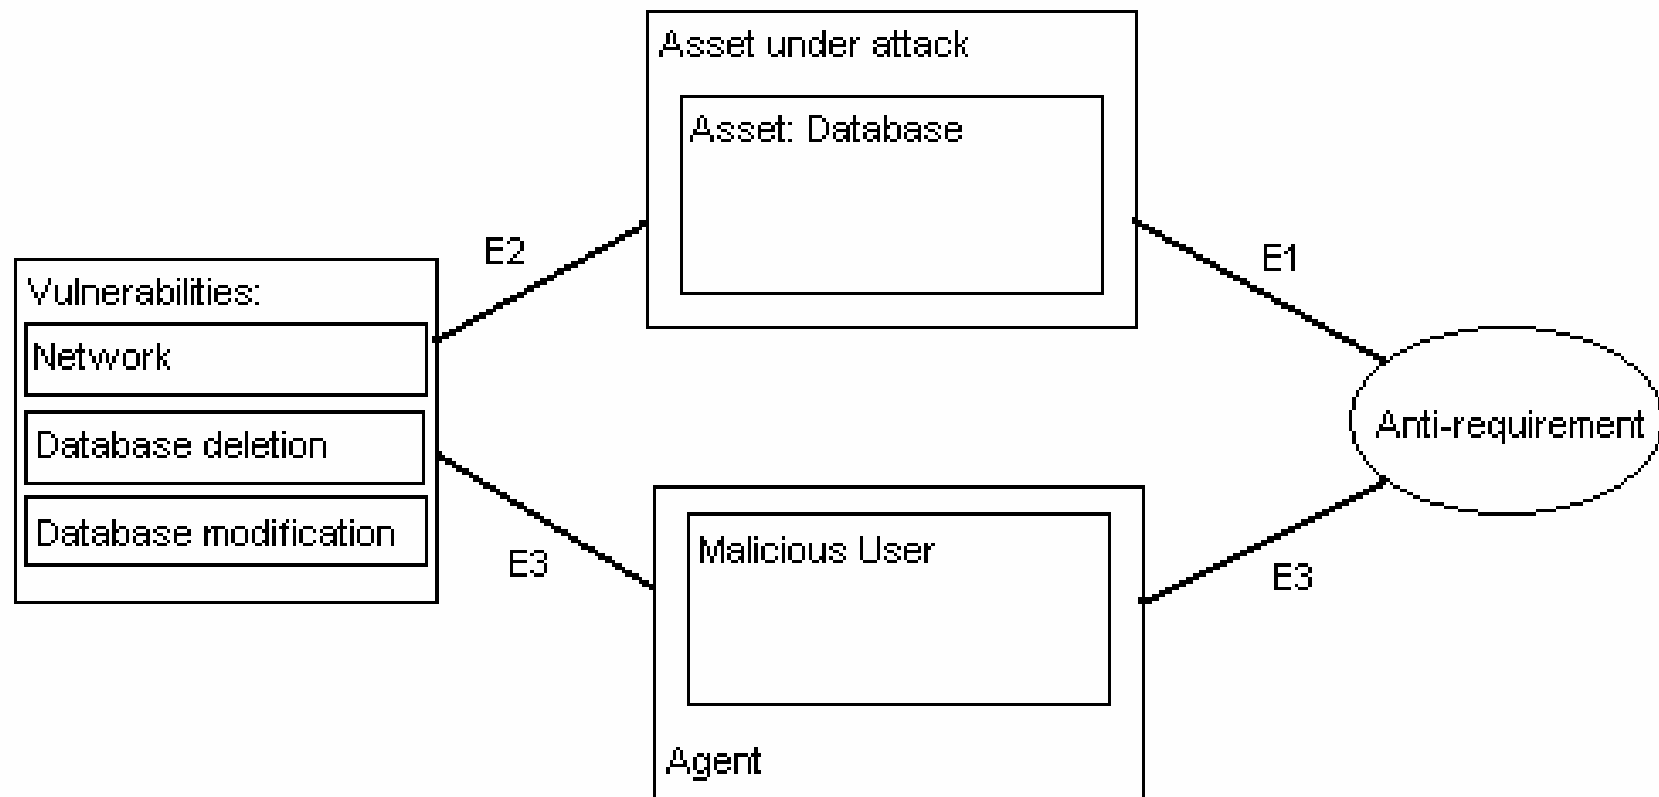 Asset under attack
Asset: Database
E2
E1
Vulnerabilities:
Network
Database deletion
Database modification
Anti-requirement
E3
Malicious User
E3
Agent